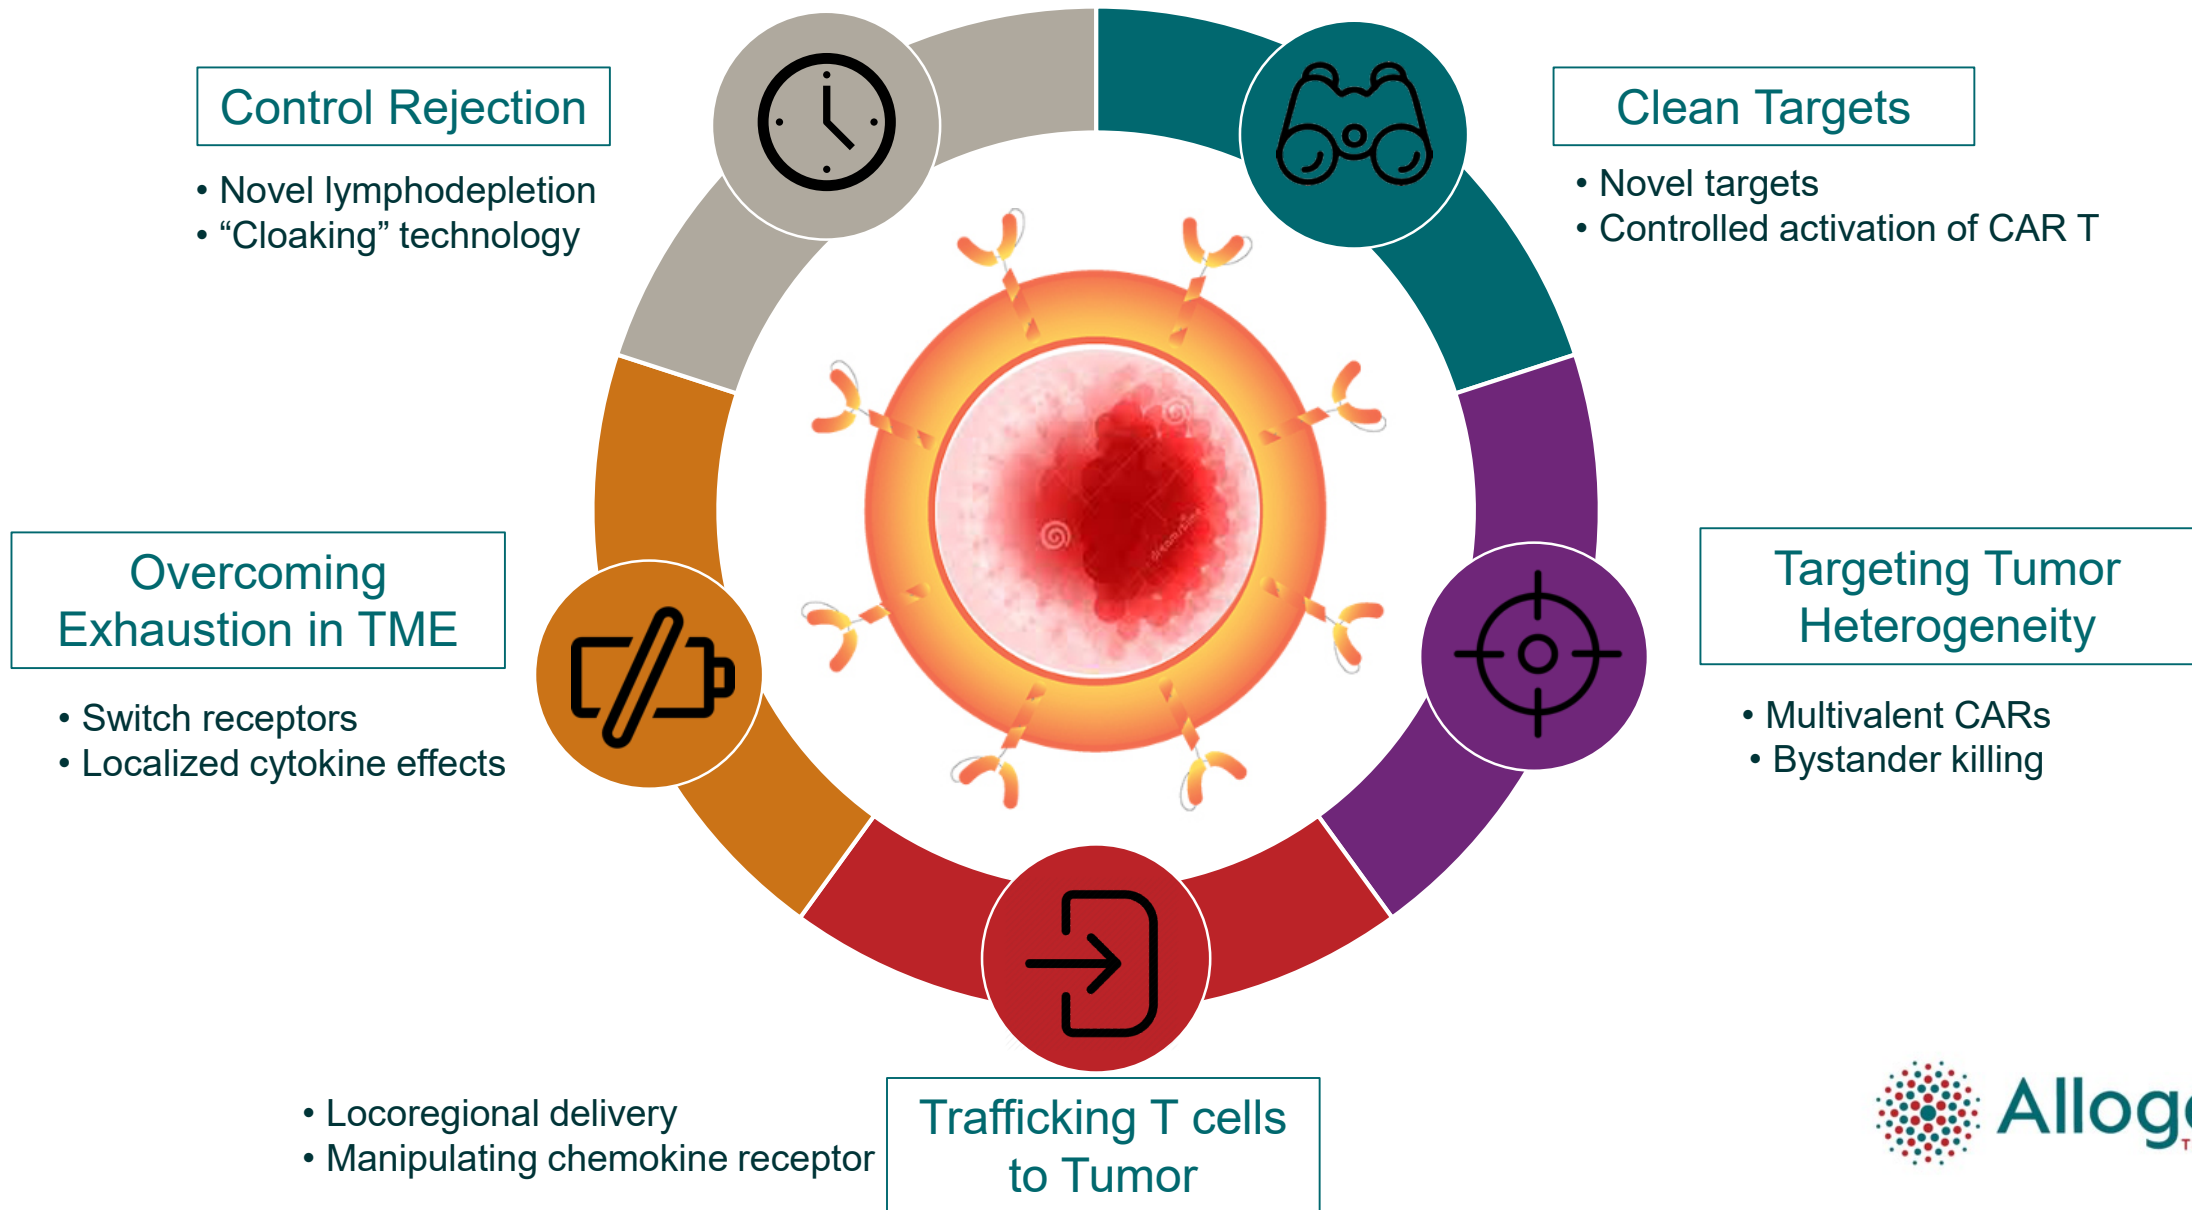 Control Rejection
• Novel lymphodepletion
• “Cloaking” technology
Clean Targets
• Novel targets
• Controlled activation of CAR T
Overcoming
Exhaustion in TME
• Switch receptors
• Localized cytokine effects
Targeting Tumor
Heterogeneity
• Multivalent CARs
• Bystander killing
• Locoregional delivery
• Manipulating chemokine receptor
Trafficking T cells
to Tumor
dreamstime